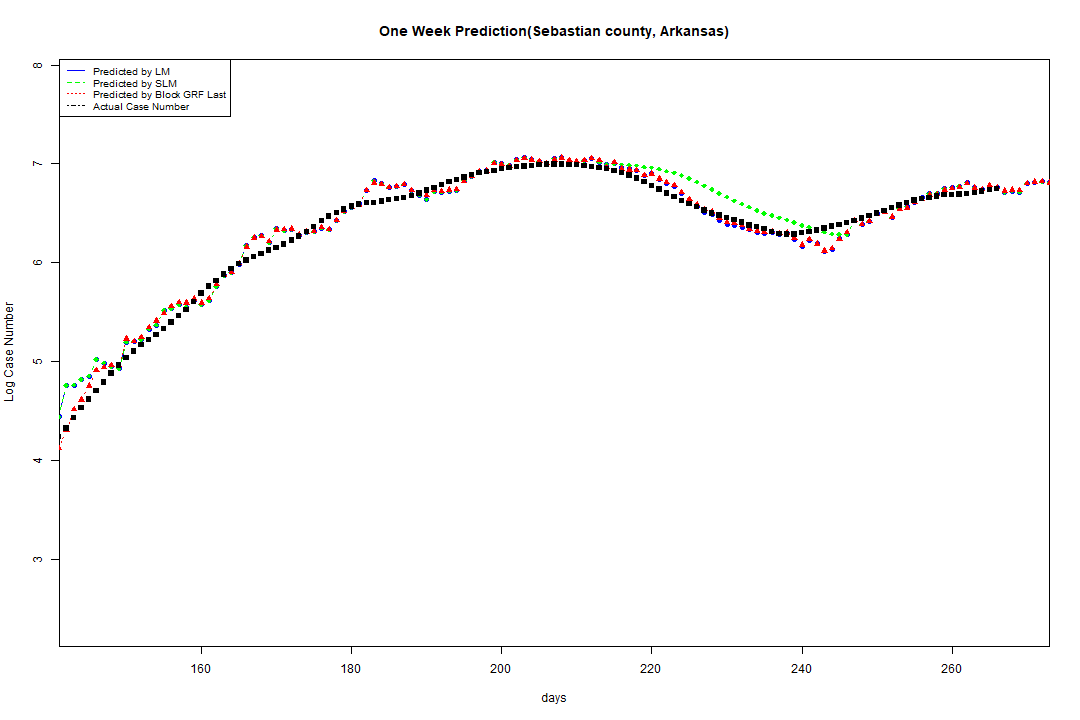 One Week Prediction(Sebastian county, Arkansas)
Predicted by LM
Predicted by SLM
Predicted by Block GRF Last
Actual Case Number
8
7
6
5
4
3
Log Case Number
160 180 200 220 240 260
days